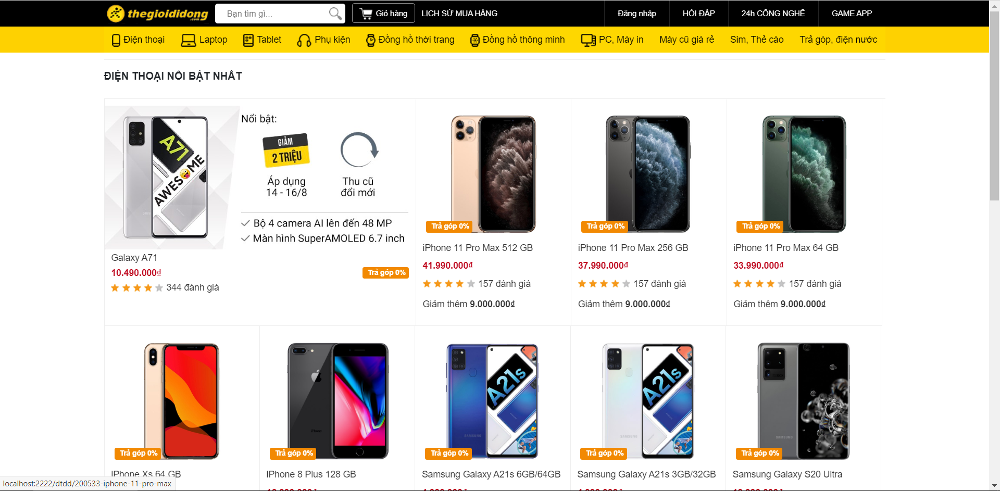 thegioididong
.com
Bạn tìm gì...
Giỏ hàng
LỊCH SỬ MUA HÀNG
Đăng nhập
HỎI ĐÁP
24h CÔNG NGHỆ
GAME APP
Điện thoại
Laptop
Tablet
Phụ kiện
Đồng hồ thời trang
Đồng hồ thông minh
PC, Máy in
Máy cũ giá rẻ
Sim, Thẻ cào
Trả góp, điện nước
ĐIỆN THOẠI NỔI BẬT NHẤT
A71
AWESOME
Nổi bật:
GIẢM
2 TRIỆU
Áp dụng
14 - 16/8
Thu cũ
đổi mới
Bộ 4 camera AI lên đến 48 MP
Màn hình SuperAMOLED 6.7 inch
Galaxy A71
10.490.000₫
Trả góp 0%
344 đánh giá
Trả góp 0%
iPhone 11 Pro Max 512 GB
41.990.000₫
157 đánh giá
Giảm thêm 9.000.000₫
Trả góp 0%
iPhone 11 Pro Max 256 GB
37.990.000₫
157 đánh giá
Giảm thêm 9.000.000₫
Trả góp 0%
iPhone 11 Pro Max 64 GB
33.990.000₫
157 đánh giá
Giảm thêm 9.000.000₫
Trả góp 0%
iPhone Xs 64 GB
iPhone
Trả góp 0%
iPhone 8 Plus 128 GB
A21s
SAMSUNG
Trả góp 0%
Samsung Galaxy A21s 6GB/64GB
A21s
SAMSUNG
Trả góp 0%
Samsung Galaxy A21s 3GB/32GB
SAMSUNG
Trả góp 0%
Samsung Galaxy S20 Ultra
localhost:2222/dtdd/200533-iphone-11-pro-max